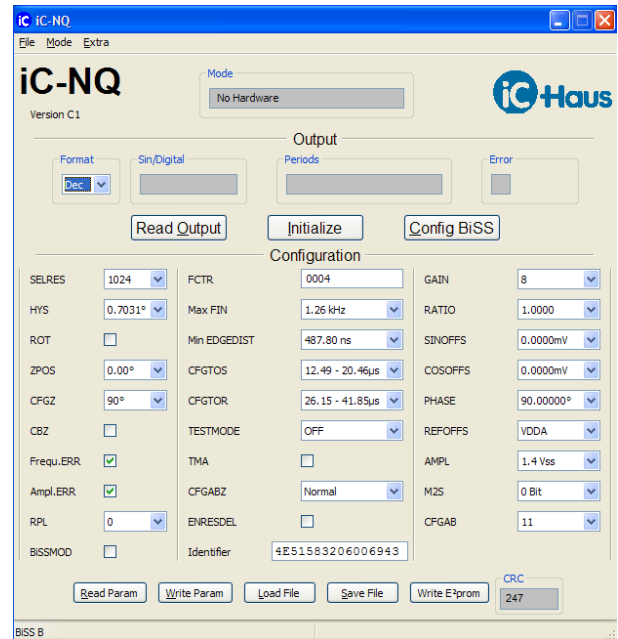 iC iC-NQ
File Mode Extra
iC-NQ
Version C1
Mode
No Hardware
iC Haus
Output
Format
Dec
Sin/Digital
Periods
Error
Read Output
Initialize
Config BiSS
Configuration
SELRES 1024 FCTR 0004 GAIN 8
HYS 0.7031° Max FIN 1.26 kHz RATIO 1.0000
ROT Min EDGEDIST 487.80 ns SINOFFS 0.0000mV
ZPOS 0.00° CFGTOS 12.49 - 20.46µs COSOFFS 0.0000mV
CFGZ 90° CFGTOR 26.15 - 41.85µs PHASE 90.00000°
CBZ TESTMODE OFF REFOFFS VDDA
Frequ.ERR TMA AMPL 1.4 Vss
Ampl.ERR CFGABZ Normal M2S 0 Bit
RPL 0 ENRESDEL CFGAB 11
BiSSMOD Identifier 4E51583206006943
Read Param Write Param Load File Save File Write E²prom
CRC
247
BiSS B